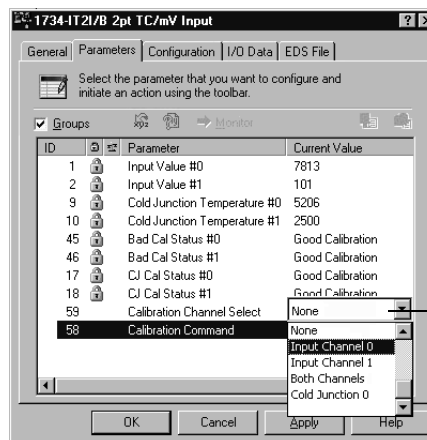 1734-IT2I/B 2pt TC/mV Input
General Parameters Configuration I/O Data EDS File
Select the parameter that you want to configure and
initiate an action using the toolbar.
Groups Monitor
ID Parameter Current Value
1 Input Value #0 7813
2 Input Value #1 101
9 Cold Junction Temperature #0 5206
10 Cold Junction Temperature #1 2500
45 Bad Cal Status #0 Good Calibration
46 Bad Cal Status #1 Good Calibration
17 CJ Cal Status #0 Good Calibration
18 CJ Cal Status #1 Good Calibration
59 Calibration Channel Select None
58 Calibration Command None
Input Channel 0
Input Channel 1
Both Channels
Cold Junction 0
OK Cancel Apply Help